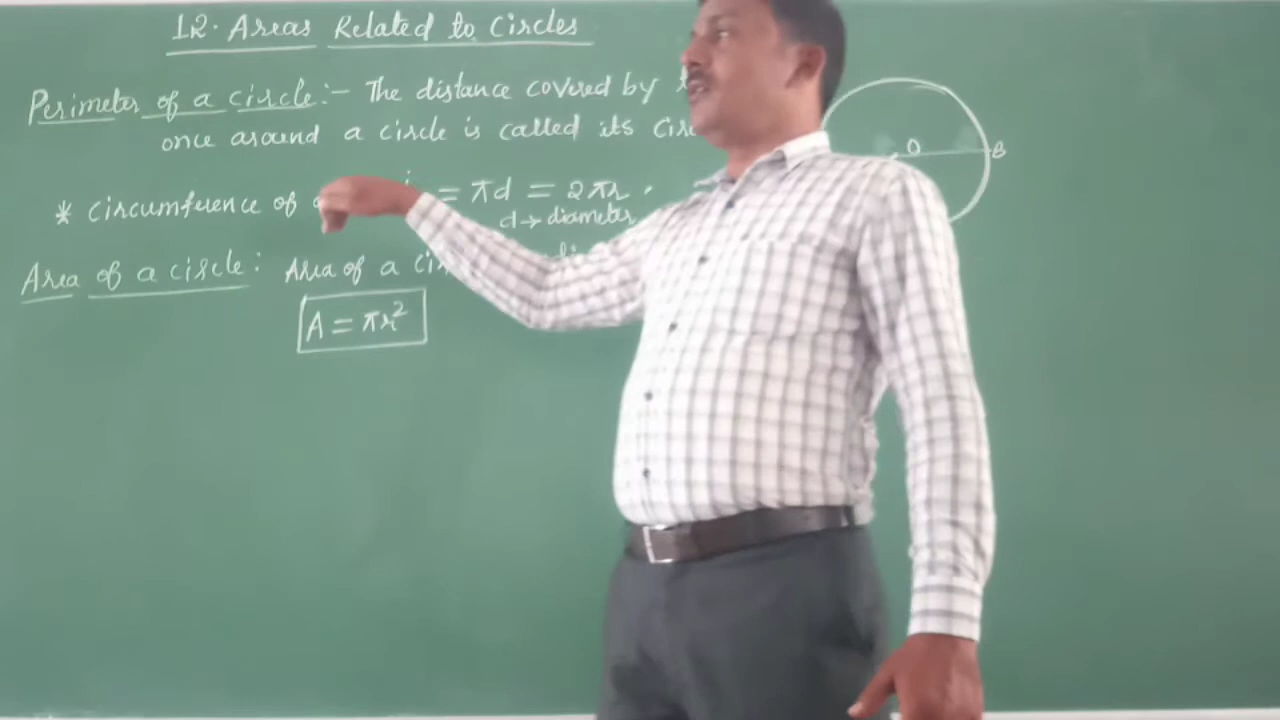 12. Areas Related to Circles
Perimeter of a circle:- The distance covered by
once around a circle is called its
* circumference of = πd = 2πr.
d→diameter
Area of a circle: Area of a
A = πr²
O
B